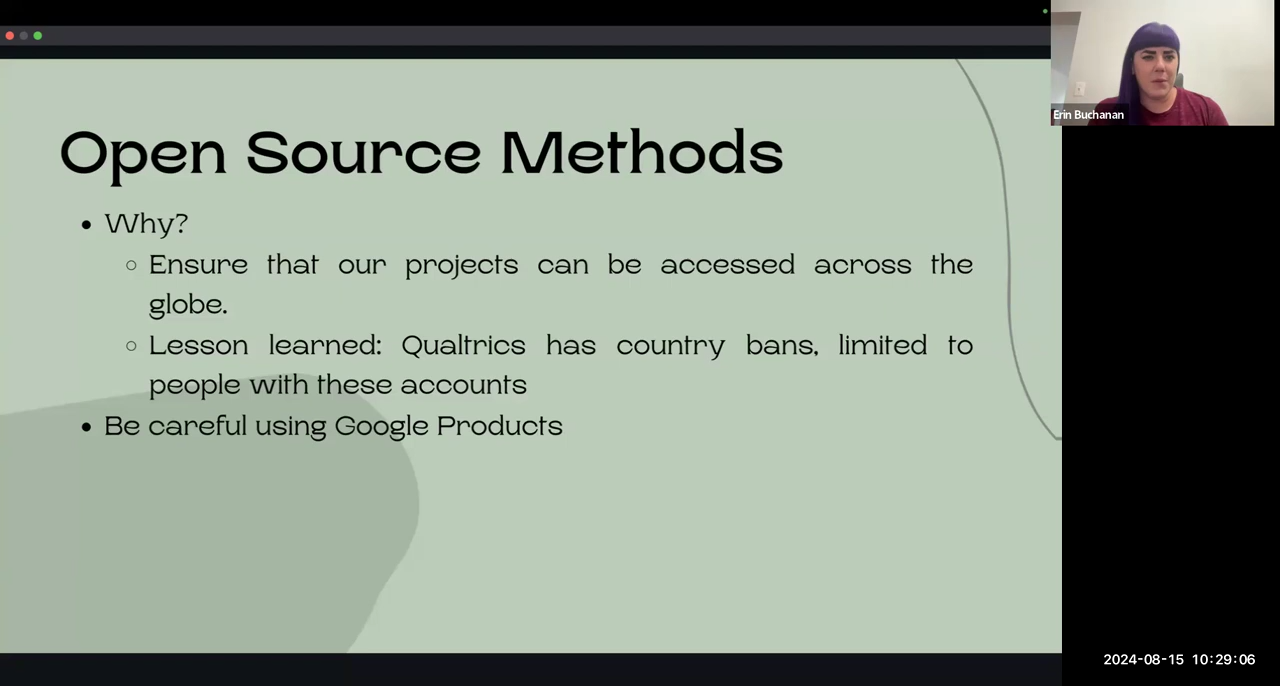 Erin Buchanan
Open Source Methods
Why?
Ensure that our projects can be accessed across the
globe.
Lesson learned: Qualtrics has country bans, limited to
people with these accounts
Be careful using Google Products
2024-08-15 10:29:06